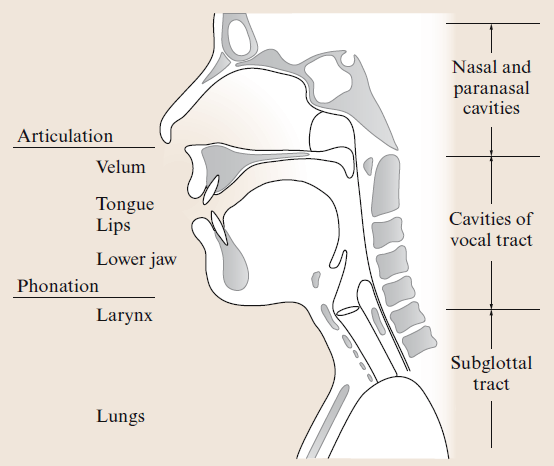 Articulation
Velum
Tongue
Lips
Lower jaw
Phonation
Larynx
Lungs
Nasal and
paranasal
cavities
Cavities of
vocal tract
Subglottal
tract